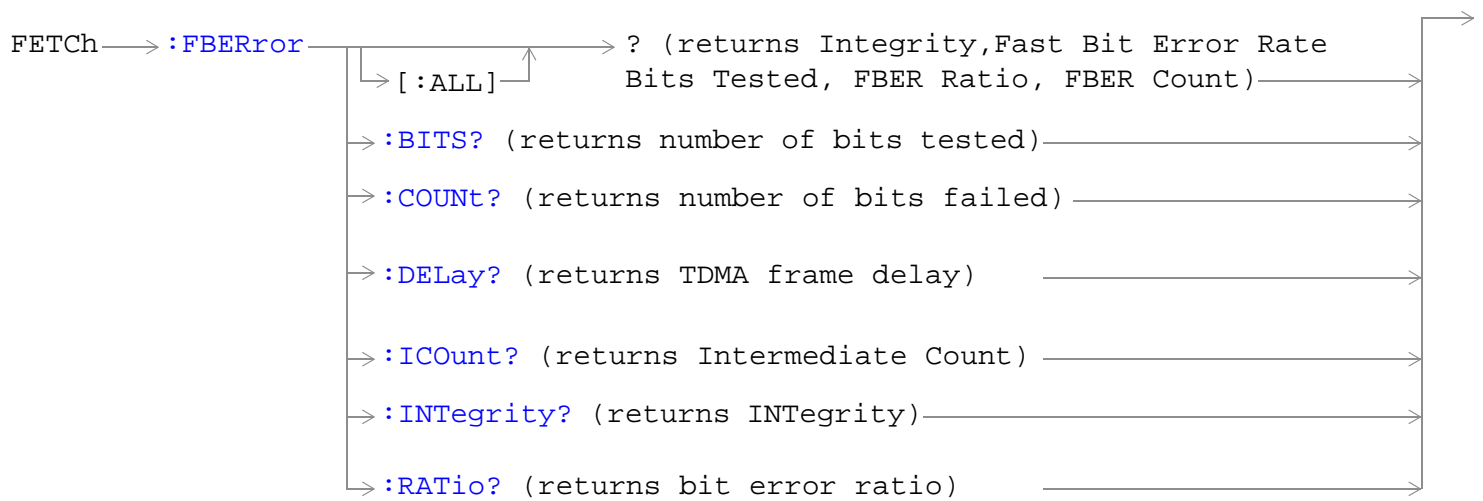 FETCh :FBERror ? (returns Integrity,Fast Bit Error Rate
[:ALL] Bits Tested, FBER Ratio, FBER Count)
:BITS? (returns number of bits tested)
:COUNt? (returns number of bits failed)
:DELay? (returns TDMA frame delay)
:ICOunt? (returns Intermediate Count)
:INTegrity? (returns INTegrity)
:RATio? (returns bit error ratio)